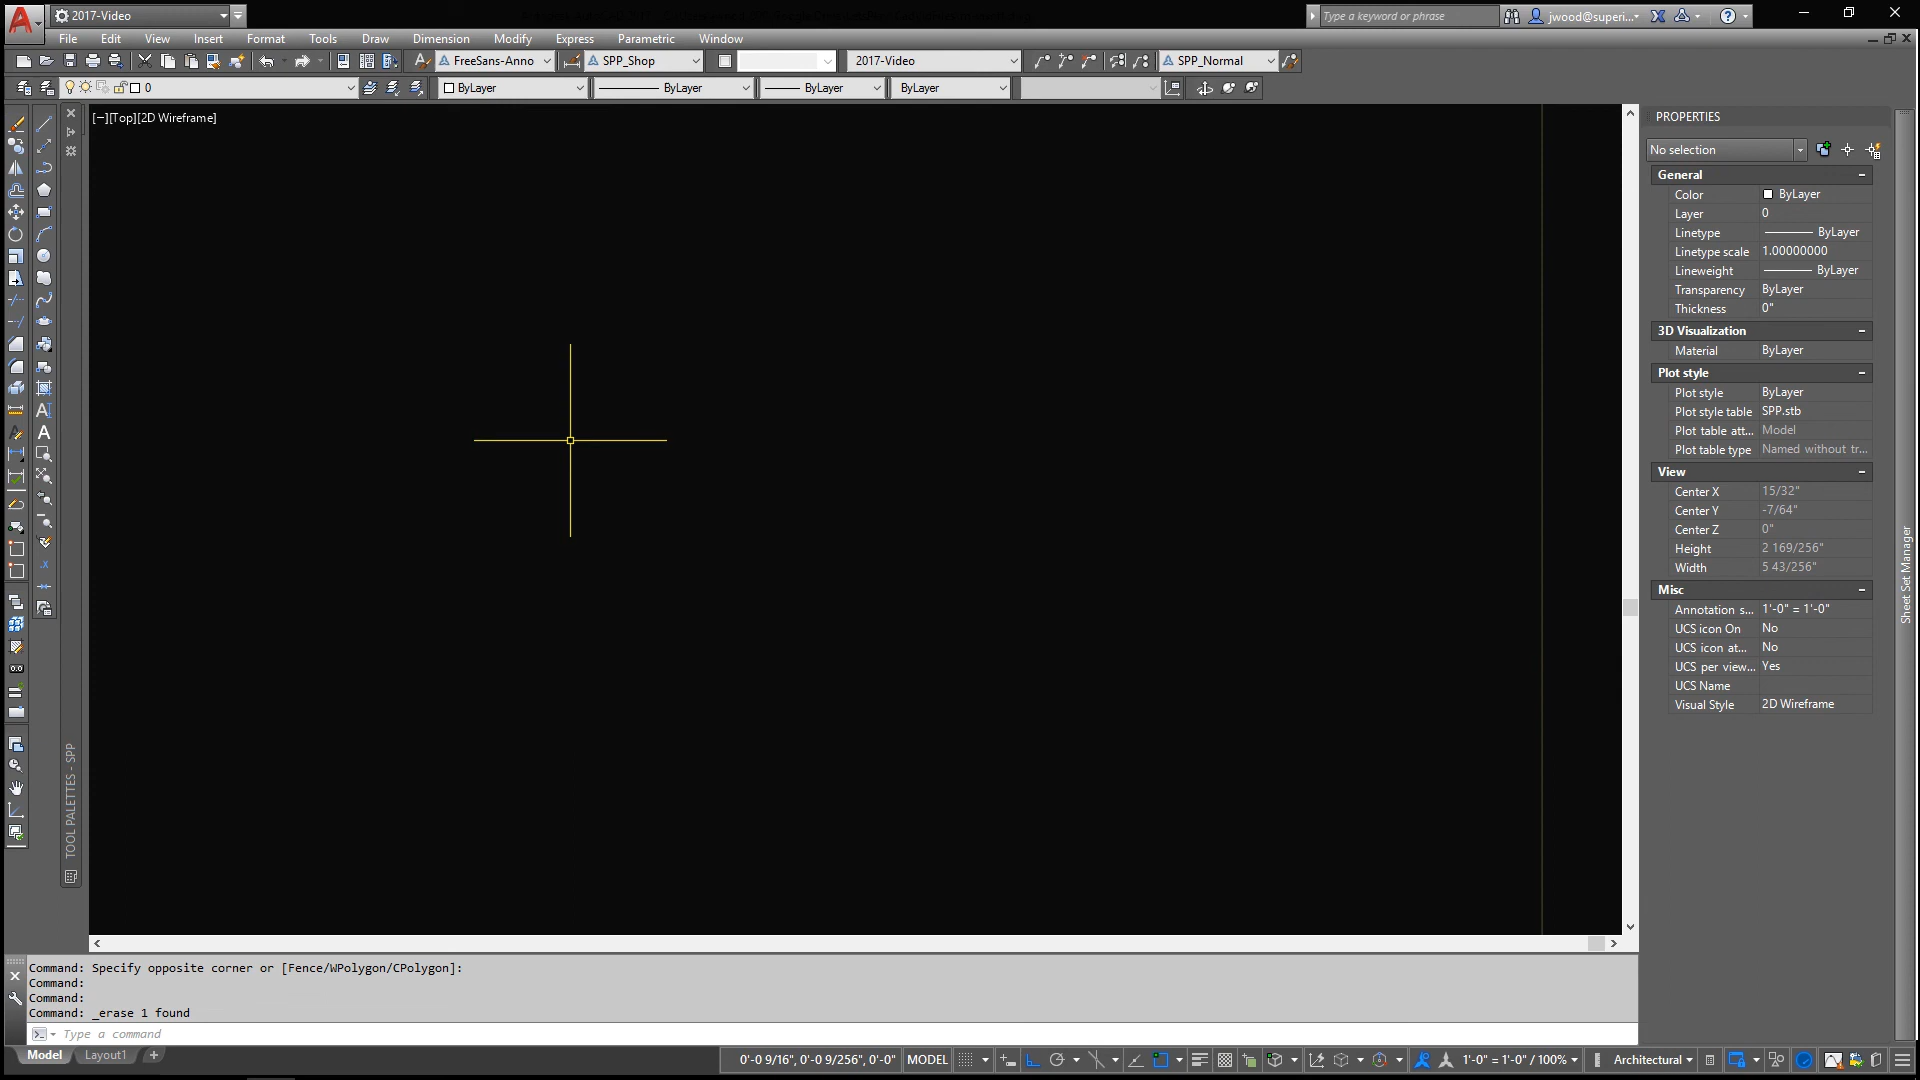 2017-Video
Type a keyword or phrase
jwood@superi...
File Edit View Insert Format Tools Draw Dimension Modify Express Parametric Window
FreeSans-Anno SPP_Shop 2017-Video SPP_Normal
0 ByLayer ByLayer ByLayer ByLayer
[−][Top][2D Wireframe]
PROPERTIES
No selection
General
Color ByLayer
Layer 0
Linetype ByLayer
Linetype scale 1.00000000
Lineweight ByLayer
Transparency ByLayer
Thickness 0"
3D Visualization
Material ByLayer
Plot style
Plot style ByLayer
Plot style table SPP.stb
Plot table att... Model
Plot table type Named without tr...
View
Center X 15/32"
Center Y -7/64"
Center Z 0"
Height 2 169/256"
Width 5 43/256"
Misc
Annotation s... 1'-0" = 1'-0"
UCS icon On No
UCS icon at... No
UCS per view... Yes
UCS Name
Visual Style 2D Wireframe
Sheet Set Manager
TOOL PALETTES - SPP
Command: Specify opposite corner or [Fence/WPolygon/CPolygon]:
Command:
Command:
Command: _erase 1 found
Type a command
Model Layout1 +
0'-0 9/16", 0'-0 9/256", 0'-0" MODEL 1'-0" = 1'-0" / 100% Architectural